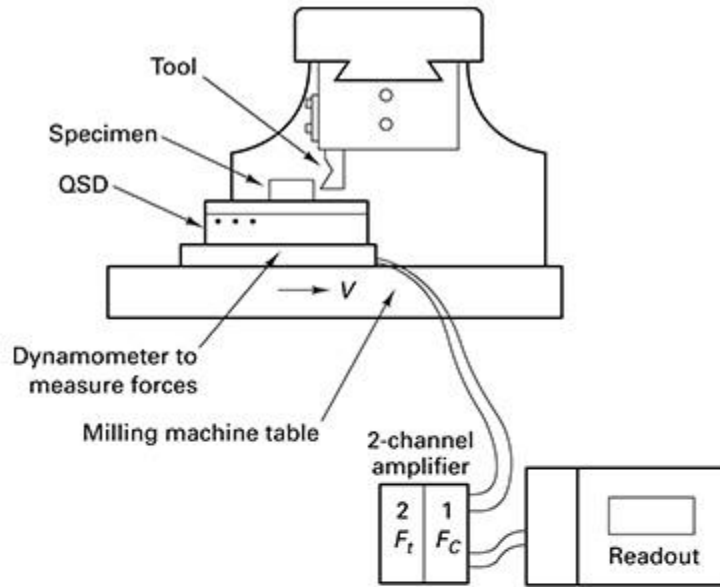 Tool
Specimen
QSD
V
Dynamometer to
measure forces
Milling machine table
2-channel
amplifier
2 1
Ft FC
Readout